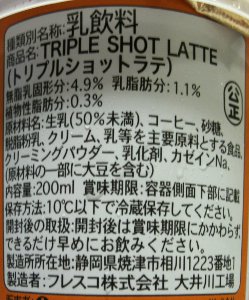 種類別名称:乳飲料
商品名:TRIPLE SHOT LATTE
(トリプルショットラテ)
無脂乳固形分:4.9% 乳脂肪分:1.1%
植物性脂肪分:0.3%
原材料名:生乳(50%未満)、コーヒー、砂糖、
脱脂粉乳、クリーム、乳等を主要原料とする食品、
クリーミングパウダー、乳化剤、カゼインNa、
(原材料の一部に大豆を含む)
内容量:200ml 賞味期限:容器側面下部に記載
保存方法:10℃以下で冷蔵保存してください。
開封後の取扱:開封後は賞味期限にかかわらず
できるだけ早めにお飲みください。
製造所所在地:静岡県焼津市相川1223番地1
製造者:フレスコ株式会社 大井川工場
公正